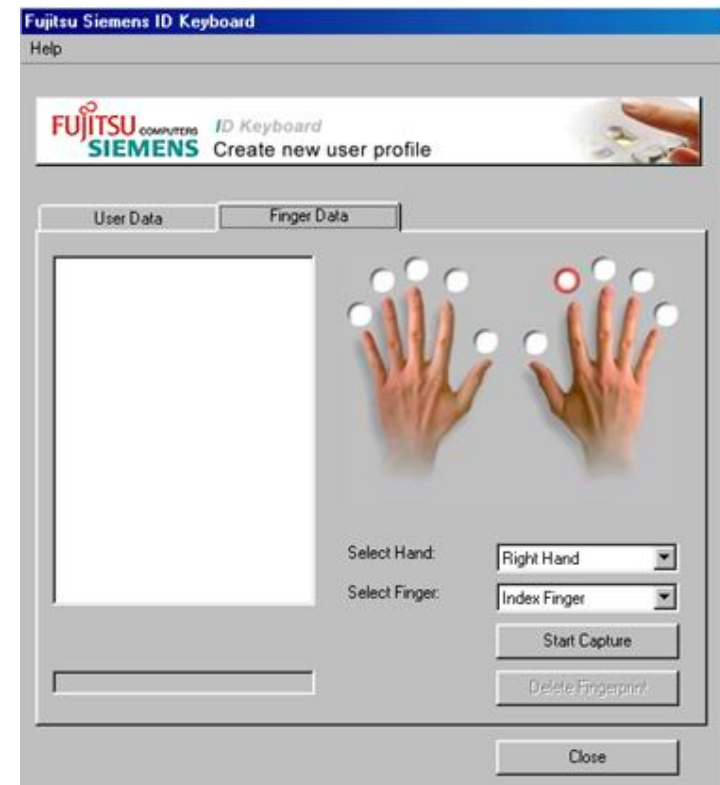 Fujitsu Siemens ID Keyboard
Help
FUJITSU COMPUTERS
SIEMENS
ID Keyboard
Create new user profile
User Data
Finger Data
Select Hand:
Right Hand
Select Finger:
Index Finger
Start Capture
Delete Fingerprint
Close